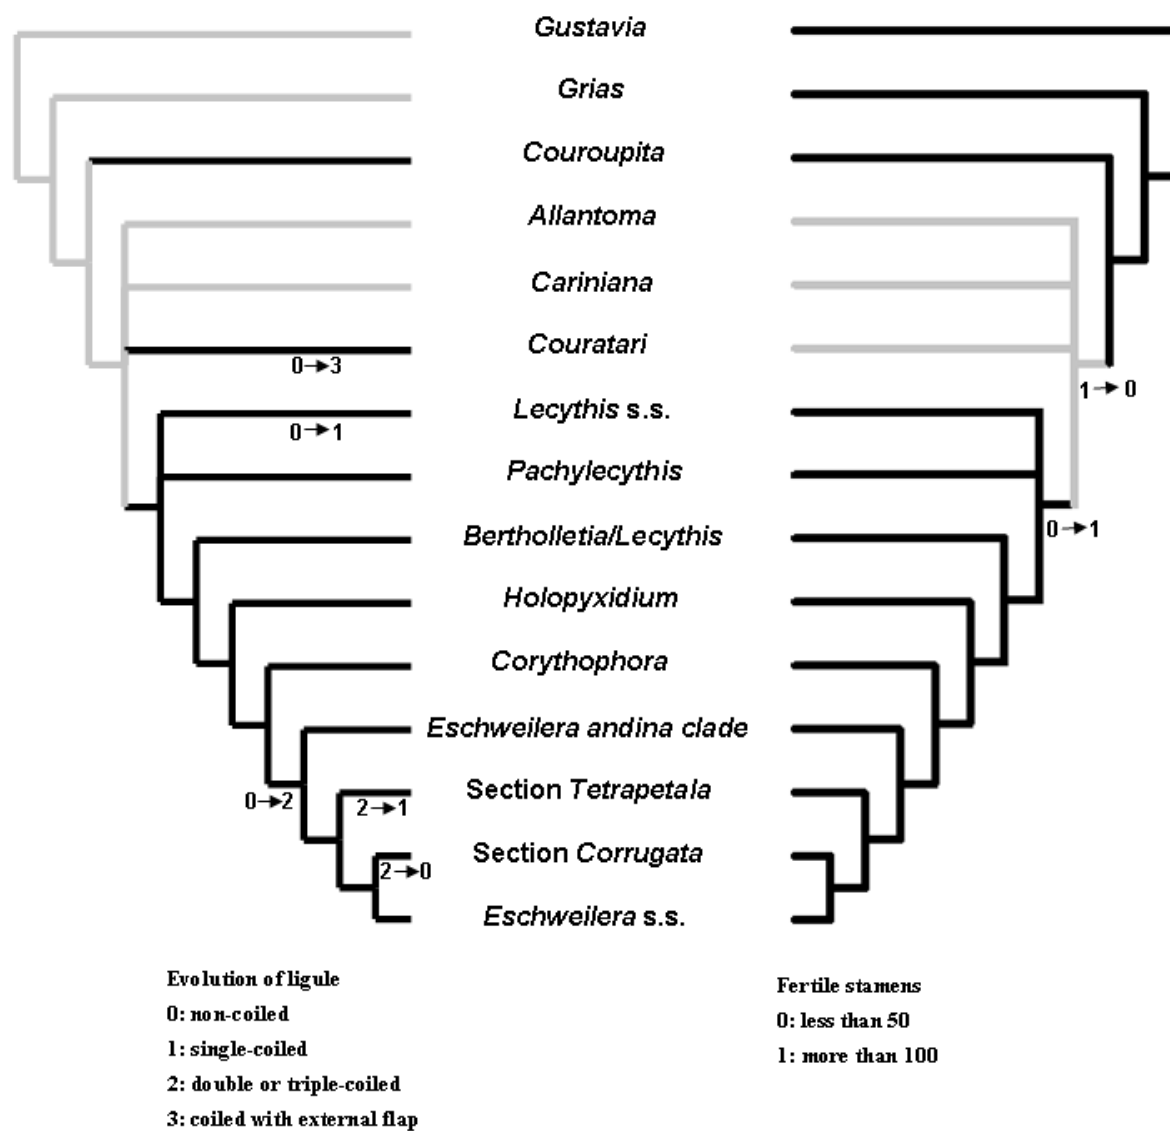 Gustavia
Grias
Couroupita
Allantoma
Cariniana
Couratari
0→3
1→0
Lecythis s.s.
0→1
Pachylecythis
0→1
Bertholletia/Lecythis
Holopyxidium
Corythophora
Eschweilera andina clade
0→2
Section Tetrapetala
2→1
Section Corrugata
2→0
Eschweilera s.s.
Evolution of ligule
0: non-coiled
1: single-coiled
2: double or triple-coiled
3: coiled with external flap
Fertile stamens
0: less than 50
1: more than 100